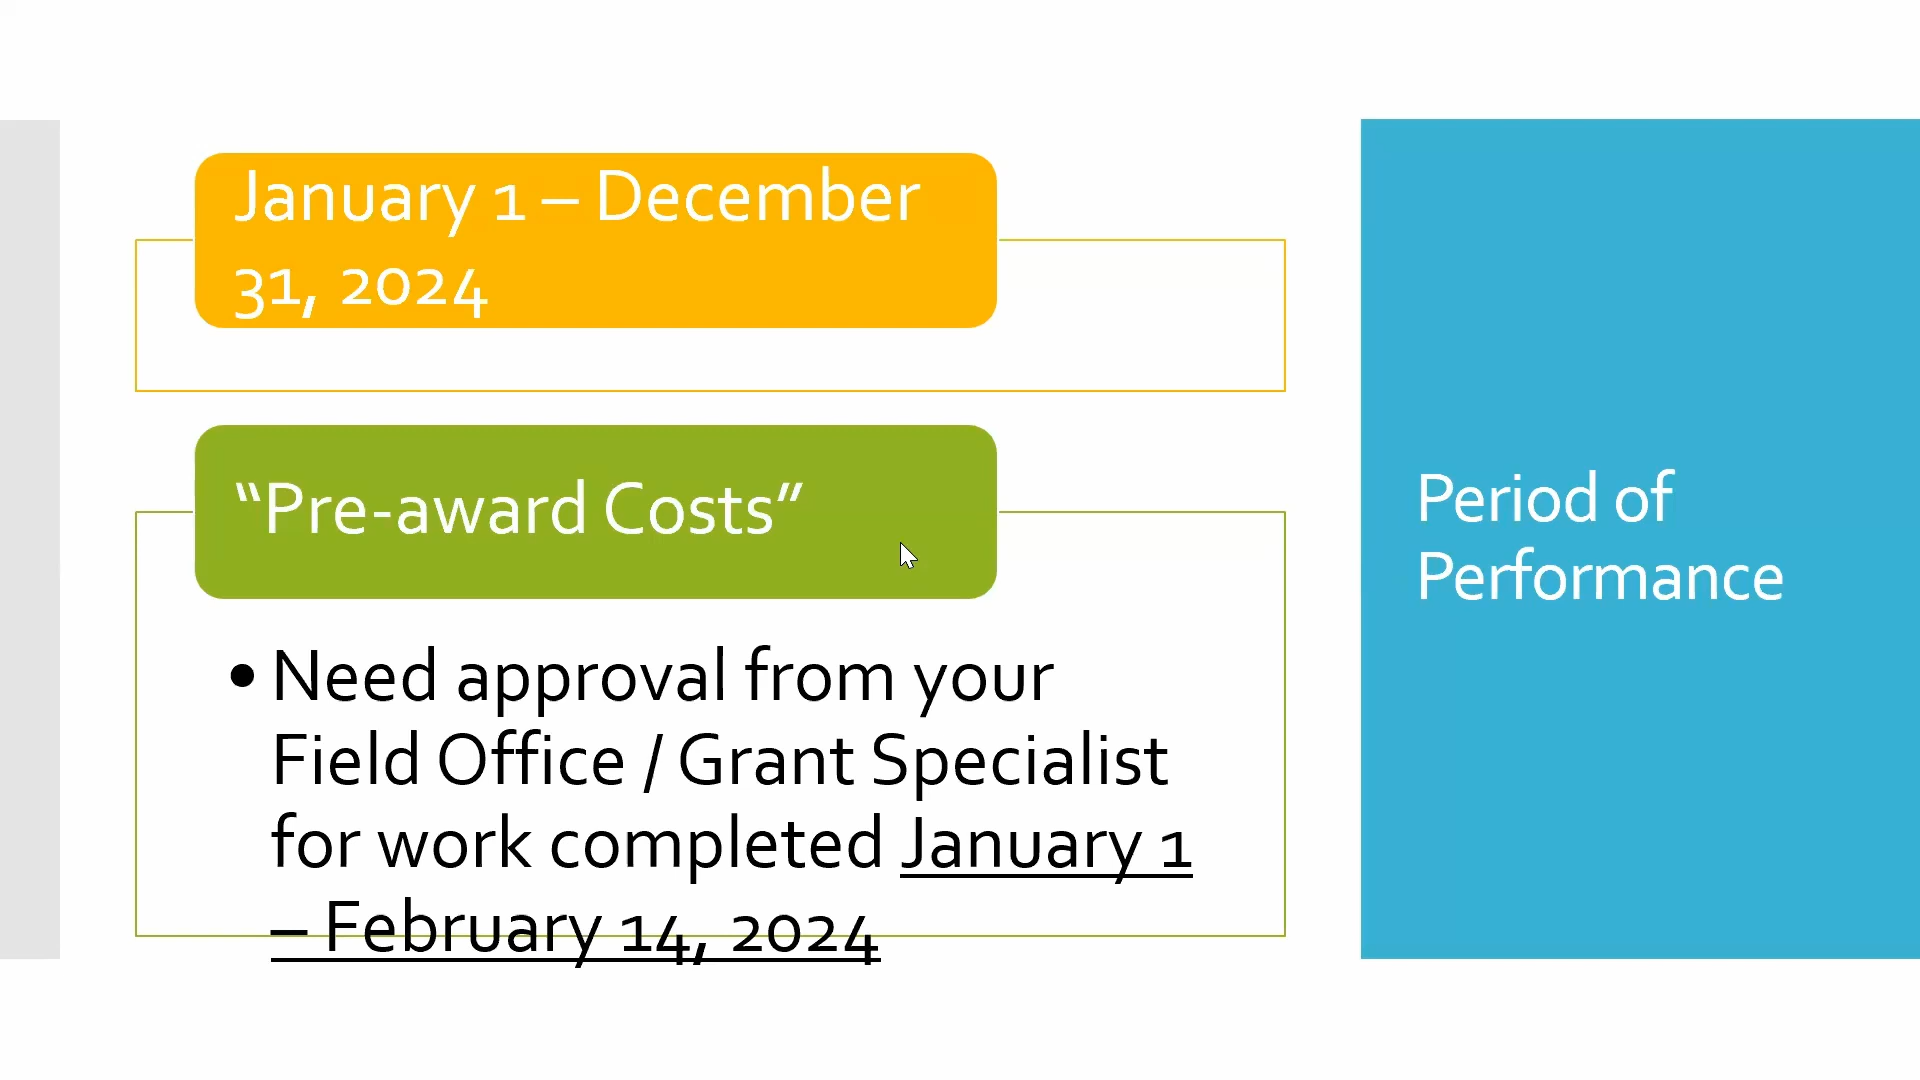 January 1 – December
31, 2024
“Pre-award Costs”
• Need approval from your
Field Office / Grant Specialist
for work completed January 1
– February 14, 2024
Period of
Performance